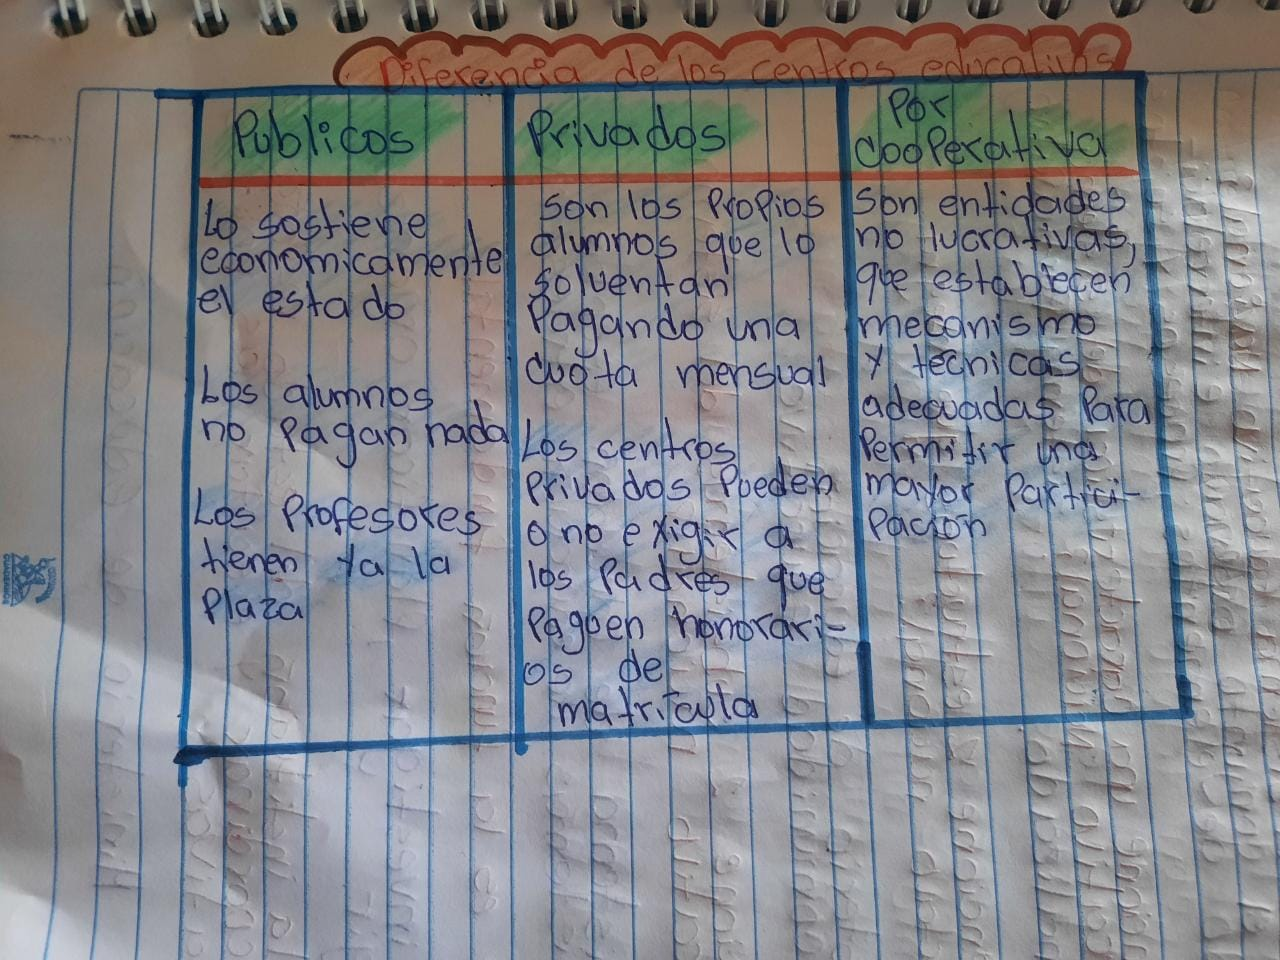 Diferencia de los centros educativos
Publicos
Lo sostiene
economicamente
el estado
Los alumnos
no pagan nada
Los profesores
tienen ya la
plaza
Privados
son los propios
alumnos que lo
solventan
Pagando una
cuota mensual
Los centros
privados pueden
o no exigir a
los padres que
paguen honorari-
os de
matricula
Por
cooperativa
son entidades
no lucrativas,
que establecen
mecanismo
y técnicas
adecuadas para
permitir una
mayor partici-
pación